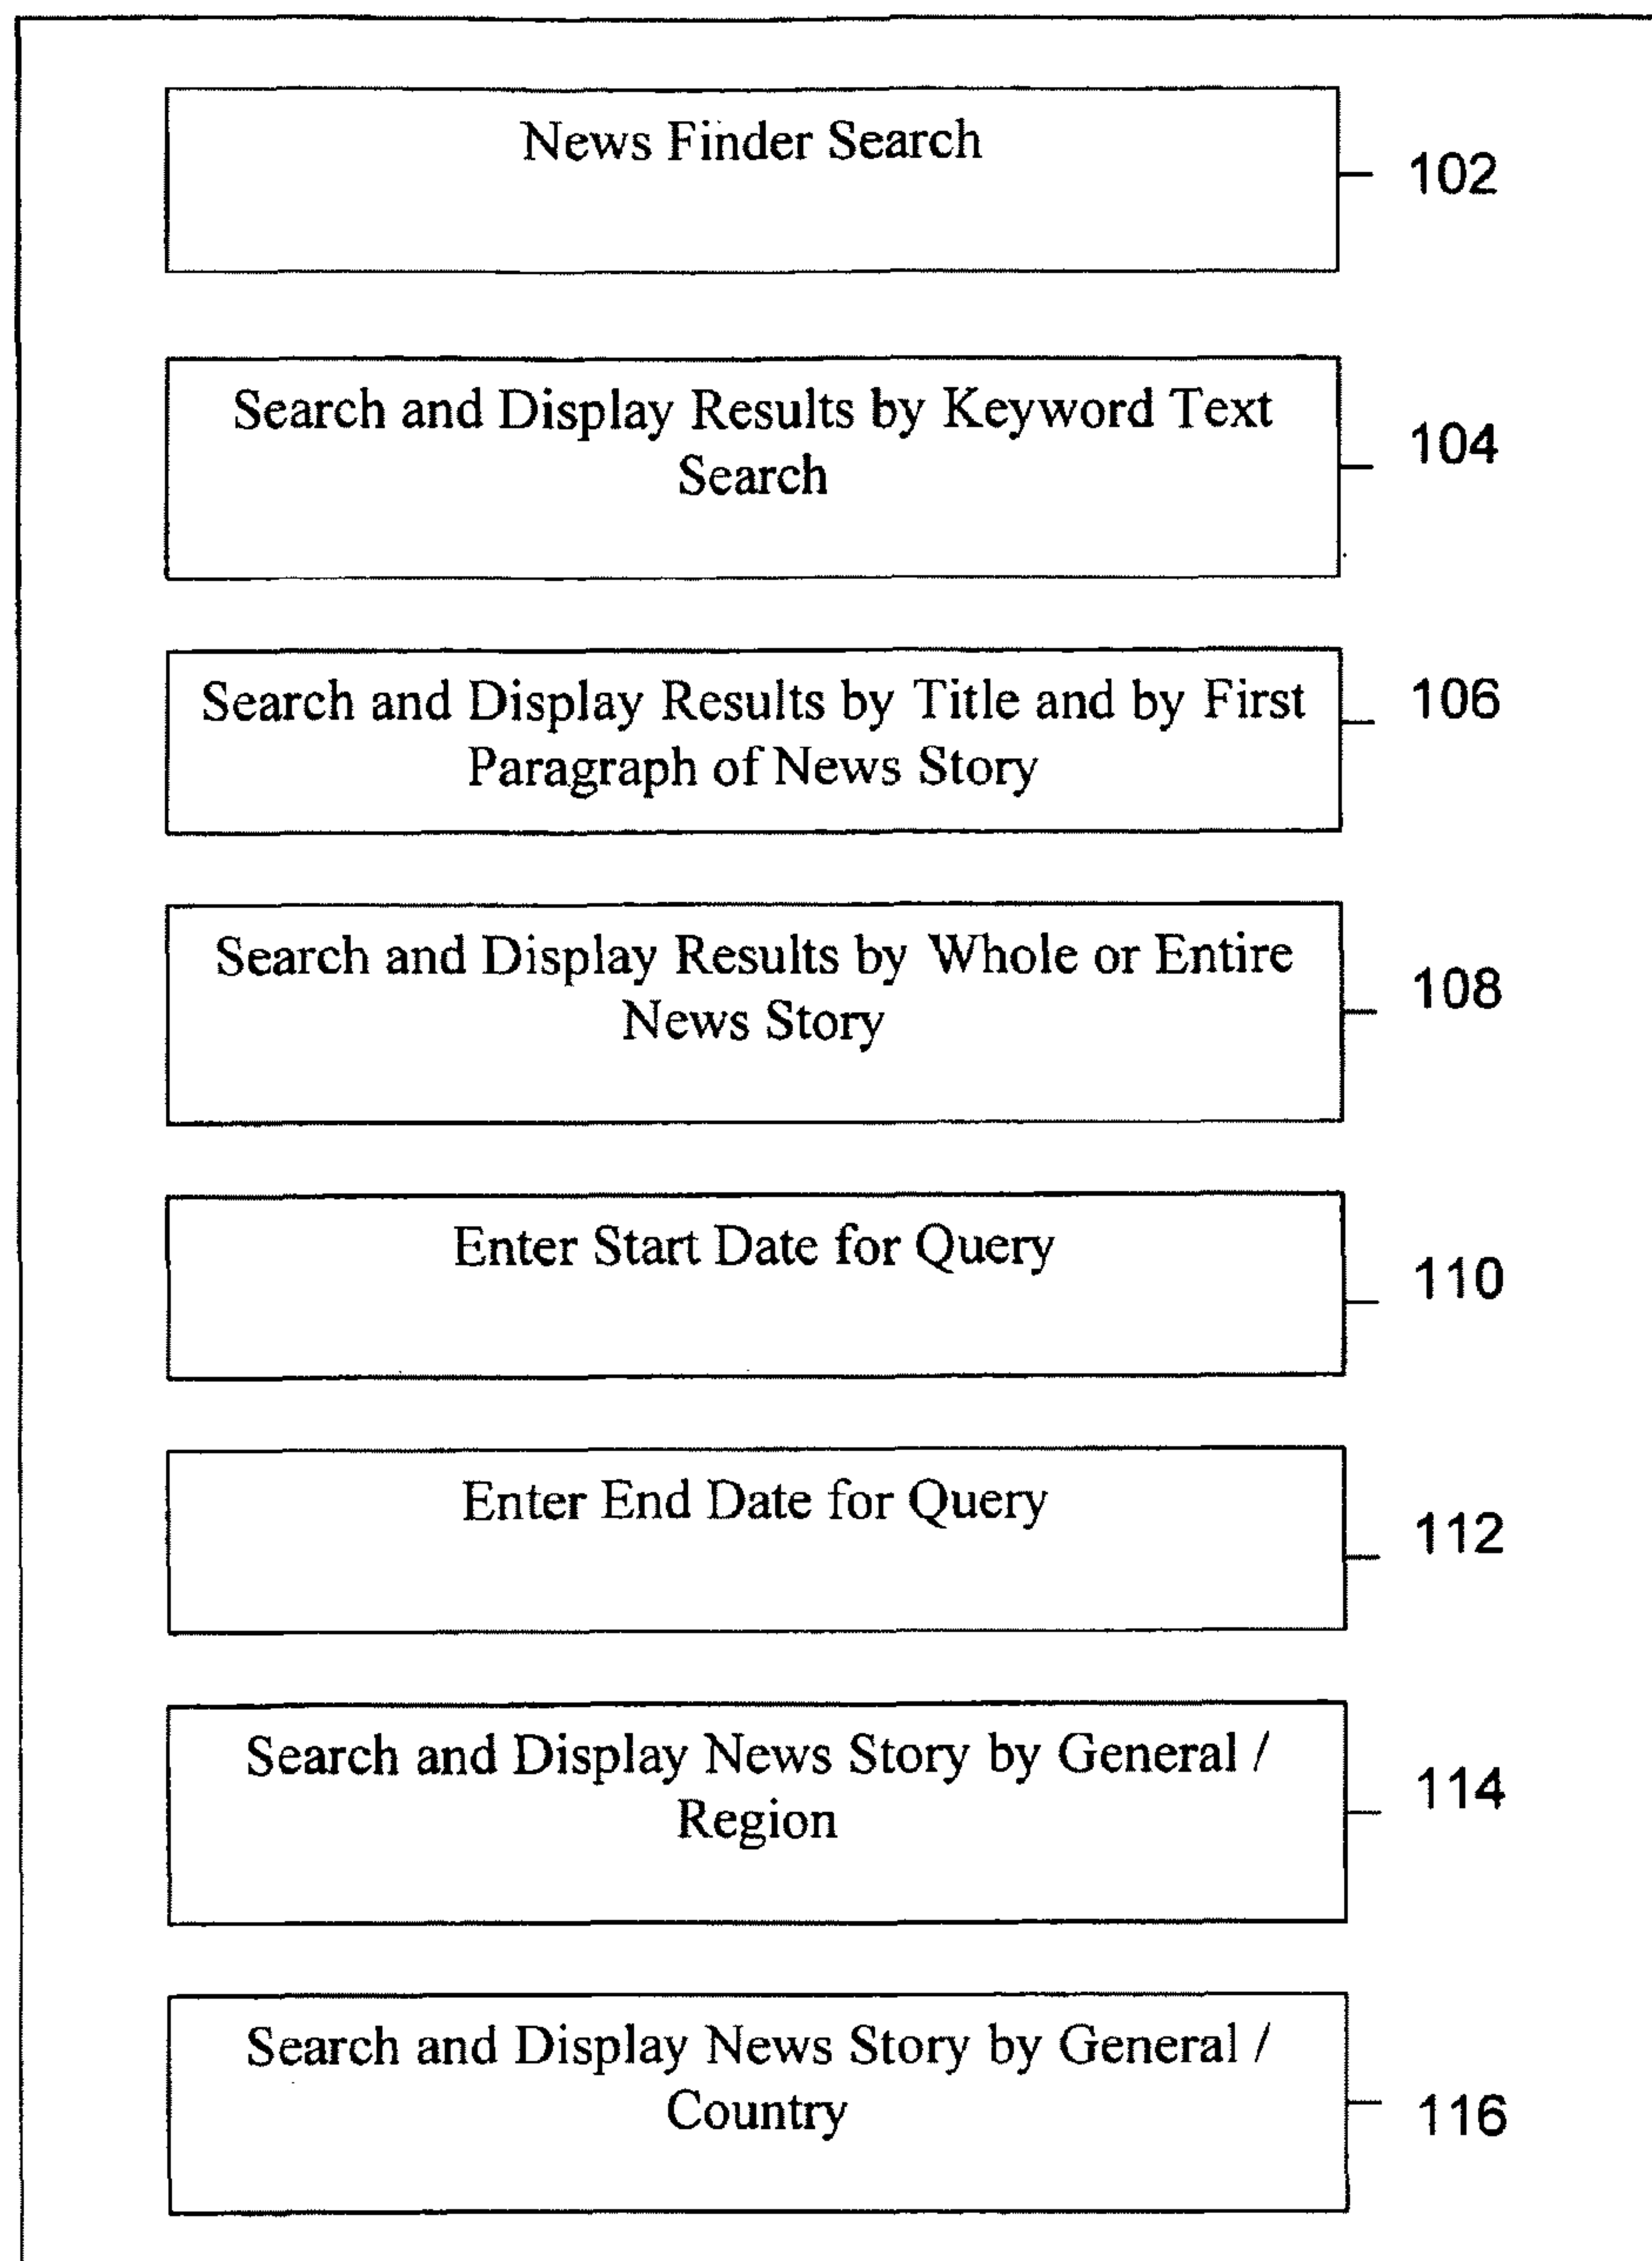 News Finder Search
102
Search and Display Results by Keyword Text
Search
104
Search and Display Results by Title and by First
Paragraph of News Story
106
Search and Display Results by Whole or Entire
News Story
108
Enter Start Date for Query
110
Enter End Date for Query
112
Search and Display News Story by General /
Region
114
Search and Display News Story by General /
Country
116